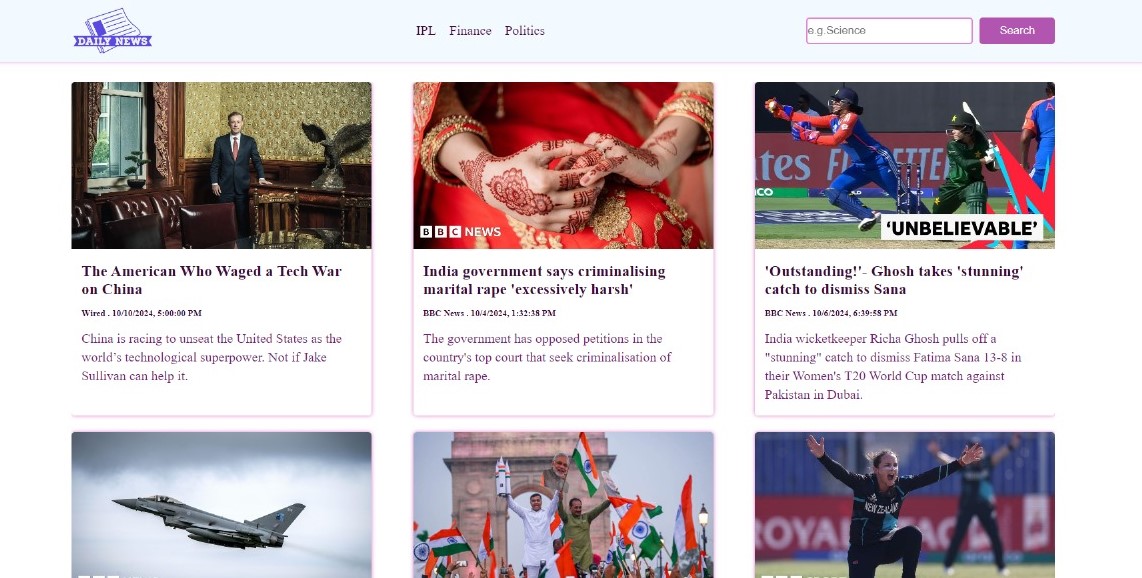 DAILY NEWS
IPL Finance Politics
e.g.Science
Search
BBC NEWS
‘UNBELIEVABLE’
The American Who Waged a Tech War
on China
Wired . 10/10/2024, 5:00:00 PM
China is racing to unseat the United States as the
world’s technological superpower. Not if Jake
Sullivan can help it.
India government says criminalising
marital rape 'excessively harsh'
BBC News . 10/4/2024, 1:32:38 PM
The government has opposed petitions in the
country's top court that seek criminalisation of
marital rape.
'Outstanding!'- Ghosh takes 'stunning'
catch to dismiss Sana
BBC News . 10/6/2024, 6:39:58 PM
India wicketkeeper Richa Ghosh pulls off a
"stunning" catch to dismiss Fatima Sana 13-8 in
their Women's T20 World Cup match against
Pakistan in Dubai.
NEW ZEALAND